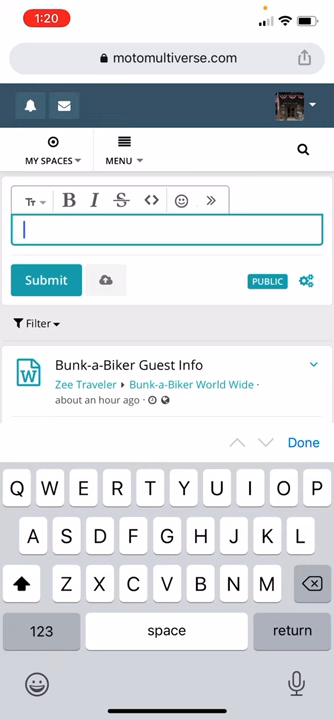 1:20
motomultiverse.com
MY SPACES
MENU
Tт B I S <>
Submit
PUBLIC
Filter
W
Bunk-a-Biker Guest Info
Zee Traveler Bunk-a-Biker World Wide ·
about an hour ago ·
Done
Q W E R T Y U I O P
A S D F G H J K L
Z X C V B N M
123 space return